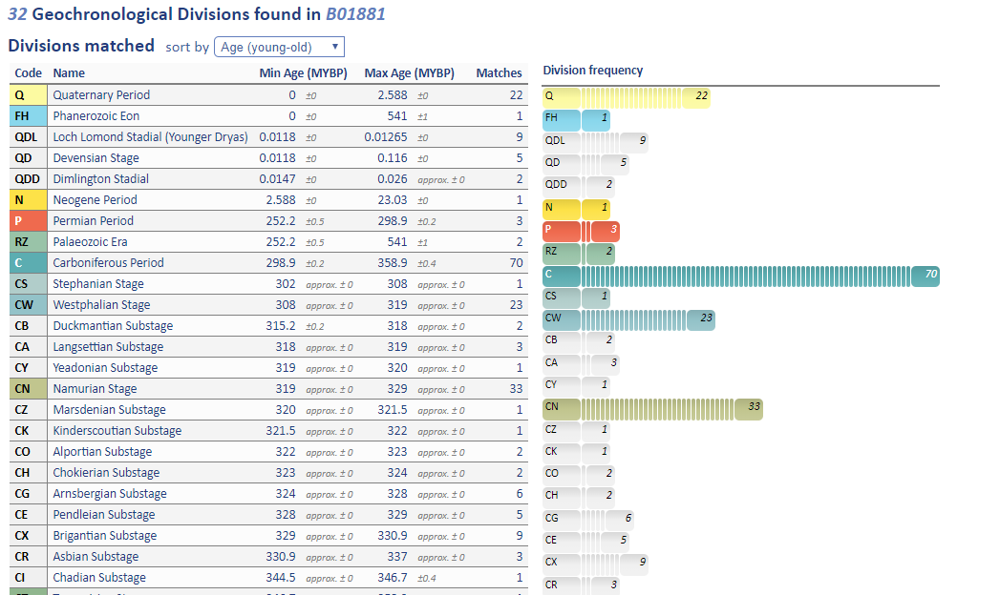 32 Geochronological Divisions found in B01881
Divisions matched sort by Age (young-old) ▼
Code Name Min Age (MYBP) Max Age (MYBP) Matches
Q Quaternary Period 0 ±0 2.588 ±0 22
FH Phanerozoic Eon 0 ±0 541 ±1 1
QDL Loch Lomond Stadial (Younger Dryas) 0.0118 ±0 0.01265 ±0 9
QD Devensian Stage 0.0118 ±0 0.116 ±0 5
QDD Dimlington Stadial 0.0147 ±0 0.026 approx. ± 0 2
N Neogene Period 2.588 ±0 23.03 ±0 1
P Permian Period 252.2 ±0.5 298.9 ±0.2 3
RZ Palaeozoic Era 252.2 ±0.5 541 ±1 2
C Carboniferous Period 298.9 ±0.2 358.9 ±0.4 70
CS Stephanian Stage 302 approx. ± 0 308 approx. ± 0 1
CW Westphalian Stage 308 approx. ± 0 319 approx. ± 0 23
CB Duckmantian Substage 315.2 ±0.2 318 approx. ± 0 2
CA Langsettian Substage 318 approx. ± 0 319 approx. ± 0 3
CY Yeadonian Substage 319 approx. ± 0 320 approx. ± 0 1
CN Namurian Stage 319 approx. ± 0 329 approx. ± 0 33
CZ Marsdenian Substage 320 approx. ± 0 321.5 approx. ± 0 1
CK Kinderscoutian Substage 321.5 approx. ± 0 322 approx. ± 0 1
CO Alportian Substage 322 approx. ± 0 323 approx. ± 0 2
CH Chokierian Substage 323 approx. ± 0 324 approx. ± 0 2
CG Arnsbergian Substage 324 approx. ± 0 328 approx. ± 0 6
CE Pendleian Substage 328 approx. ± 0 329 approx. ± 0 5
CX Brigantian Substage 329 approx. ± 0 330.9 approx. ± 0 9
CR Asbian Substage 330.9 approx. ± 0 337 approx. ± 0 3
CI Chadian Substage 344.5 approx. ± 0 346.7 ±0.4 1
Division frequency
Q 22
FH 1
QDL 9
QD 5
QDD 2
N 1
P 3
RZ 2
C 70
CS 1
CW 23
CB 2
CA 3
CY 1
CN 33
CZ 1
CK 1
CO 2
CH 2
CG 6
CE 5
CX 9
CR 3